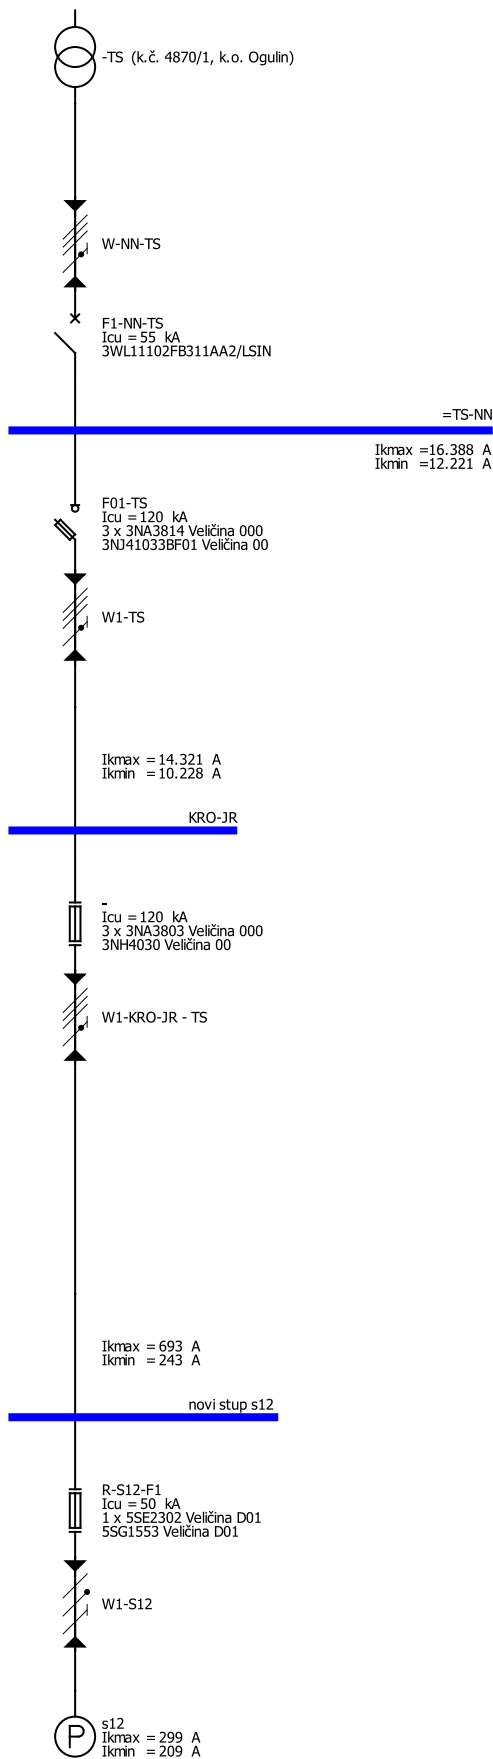 -TS (k.č. 4870/1, k.o. Ogulin)
W-NN-TS
F1-NN-TS
Icu = 55 kA
3WL11102FB311AA2/LSIN
=TS-NN
Ikmax =16.388 A
Ikmin =12.221 A
F01-TS
Icu = 120 kA
3 x 3NA3814 Veličina 000
3NJ41033BF01 Veličina 00
W1-TS
Ikmax = 14.321 A
Ikmin = 10.228 A
KRO-JR
-
Icu = 120 kA
3 x 3NA3803 Veličina 000
3NH4030 Veličina 00
W1-KRO-JR - TS
Ikmax = 693 A
Ikmin = 243 A
novi stup s12
R-S12-F1
Icu = 50 kA
1 x 5SE2302 Veličina D01
5SG1553 Veličina D01
W1-S12
P
s12
Ikmax = 299 A
Ikmin = 209 A